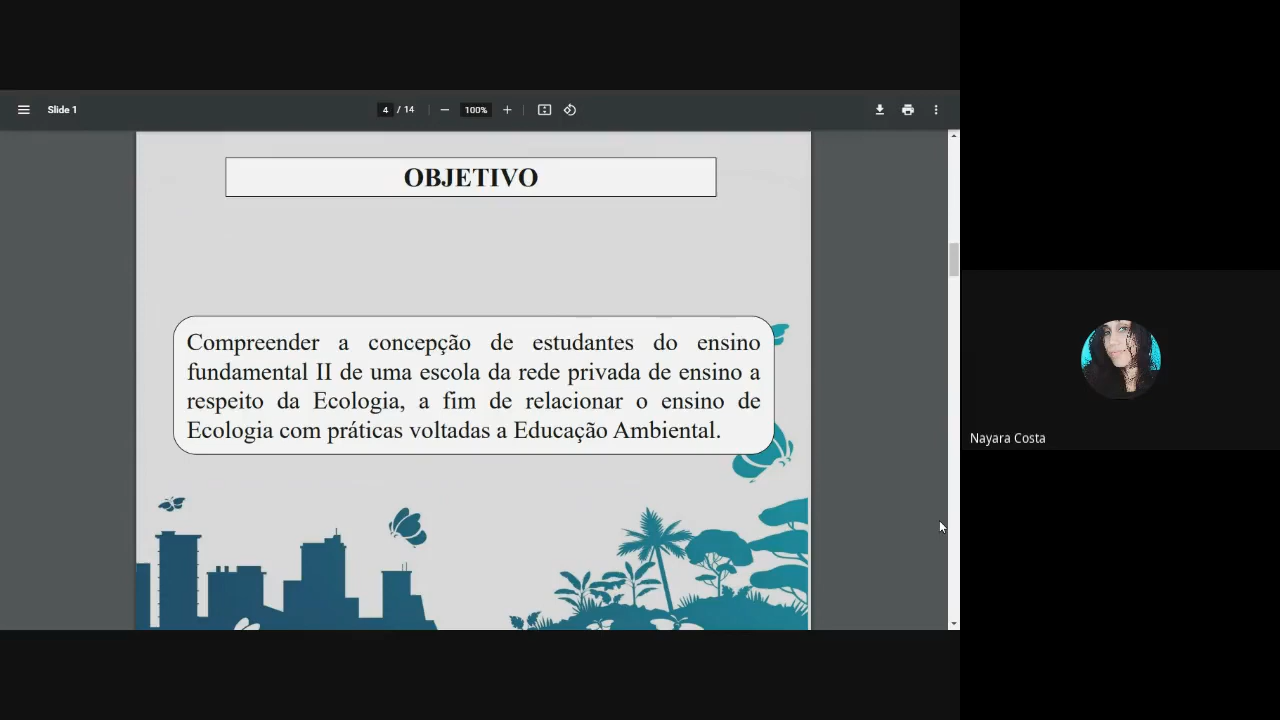 Slide 1
4 / 14
100%
OBJETIVO
Compreender a concepção de estudantes do ensino
fundamental II de uma escola da rede privada de ensino a
respeito da Ecologia, a fim de relacionar o ensino de
Ecologia com práticas voltadas a Educação Ambiental.
Nayara Costa